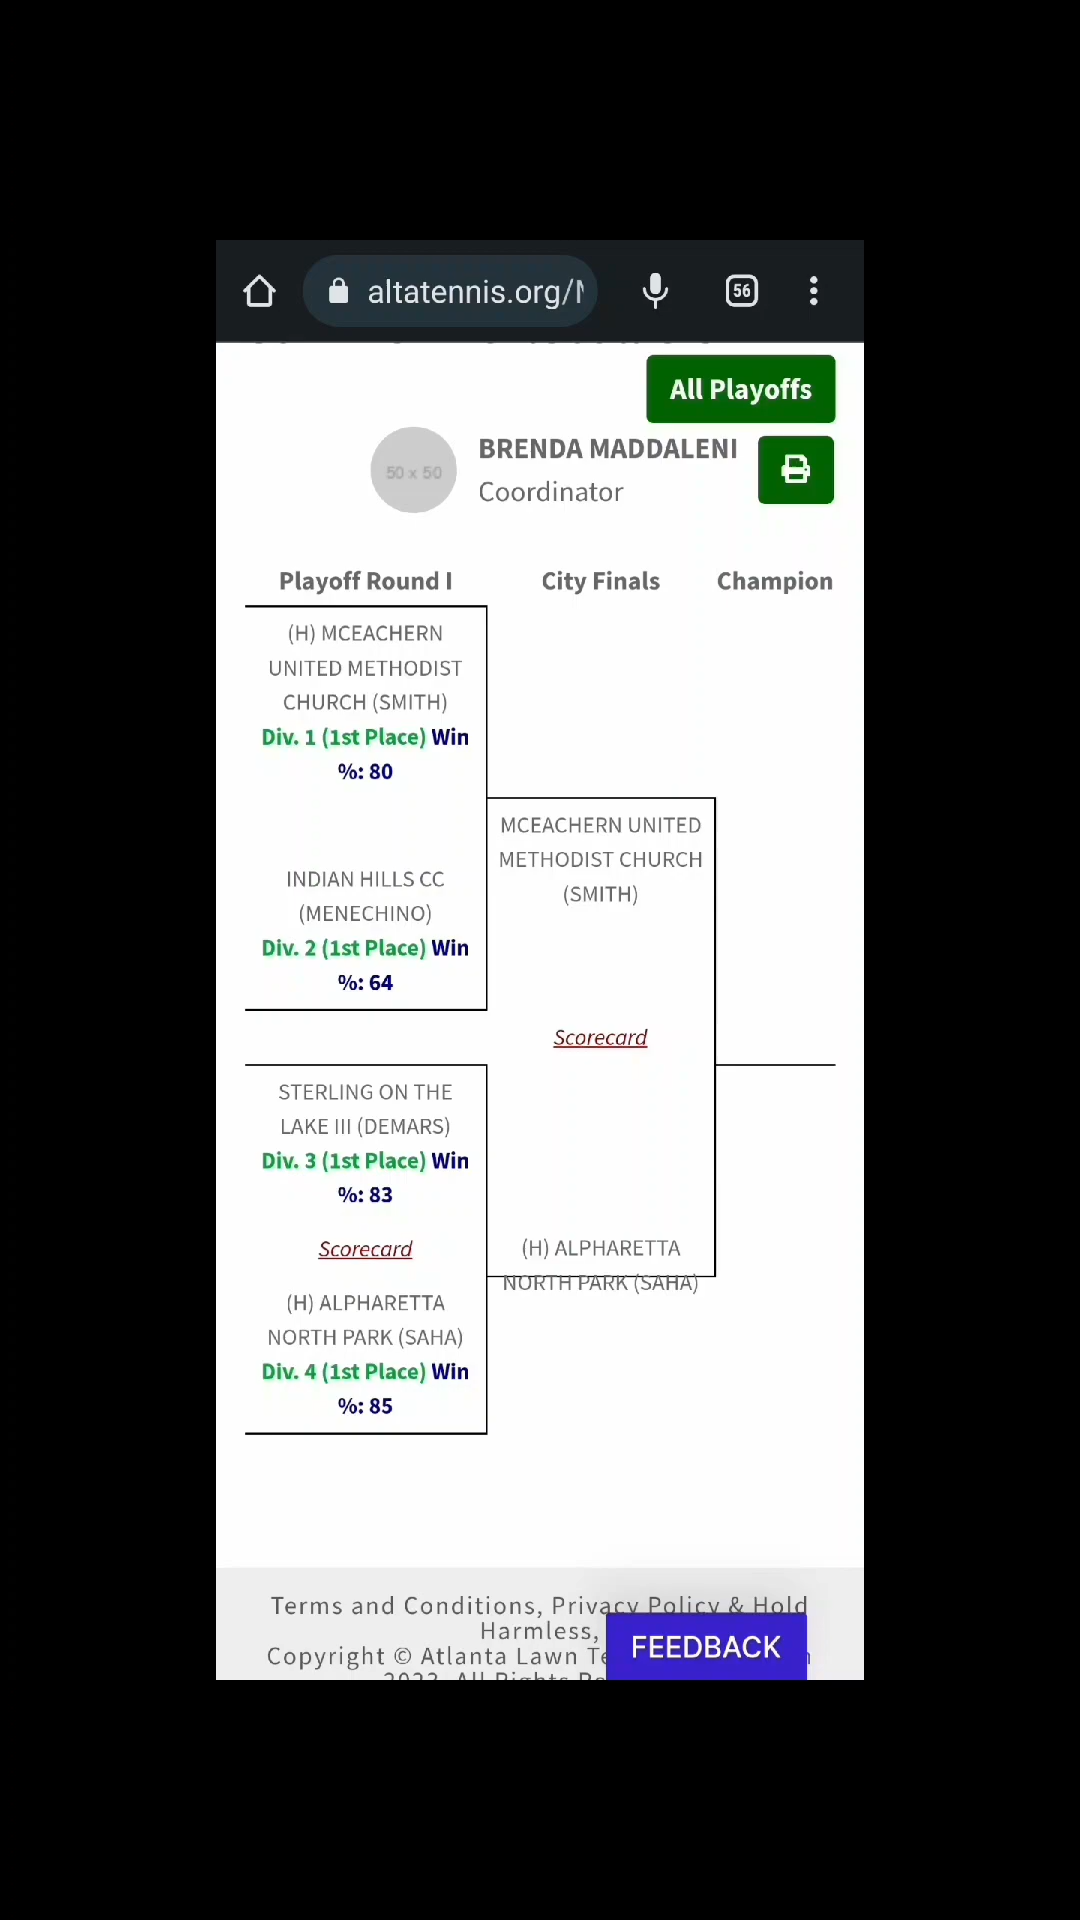 altatennis.org/
56
All Playoffs
50 x 50
BRENDA MADDALENI
Coordinator
Playoff Round I
City Finals
Champion
(H) MCEACHERN
UNITED METHODIST
CHURCH (SMITH)
Div. 1 (1st Place) Win
%: 80
INDIAN HILLS CC
(MENECHINO)
Div. 2 (1st Place) Win
%: 64
STERLING ON THE
LAKE III (DEMARS)
Div. 3 (1st Place) Win
%: 83
Scorecard
(H) ALPHARETTA
NORTH PARK (SAHA)
Div. 4 (1st Place) Win
%: 85
MCEACHERN UNITED
METHODIST CHURCH
(SMITH)
Scorecard
(H) ALPHARETTA
NORTH PARK (SAHA)
Terms and Conditions, Privacy Policy & Hold
Harmless,
Copyright © Atlanta Lawn
FEEDBACK